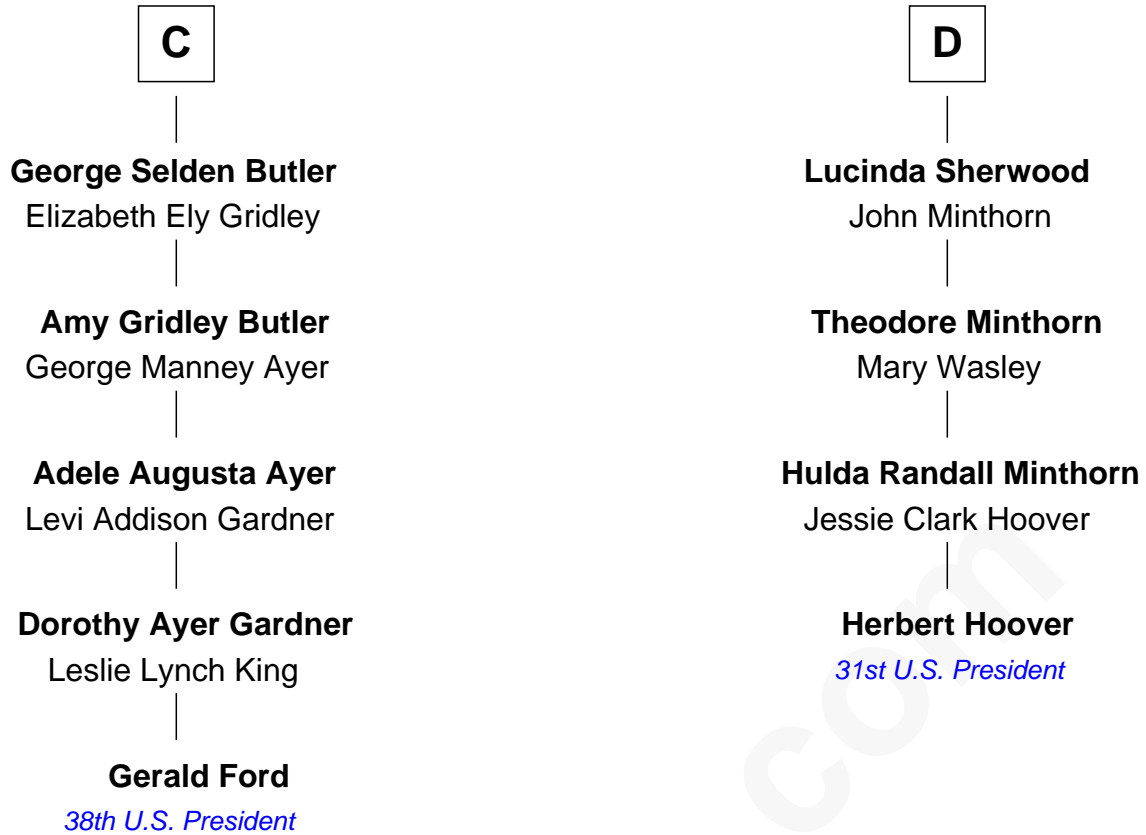 C
George Selden Butler
Elizabeth Ely Gridley
Amy Gridley Butler
George Manney Ayer
Adele Augusta Ayer
Levi Addison Gardner
Dorothy Ayer Gardner
Leslie Lynch King
Gerald Ford
38th U.S. President
D
Lucinda Sherwood
John Minthorn
Theodore Minthorn
Mary Wasley
Hulda Randall Minthorn
Jessie Clark Hoover
Herbert Hoover
31st U.S. President
com